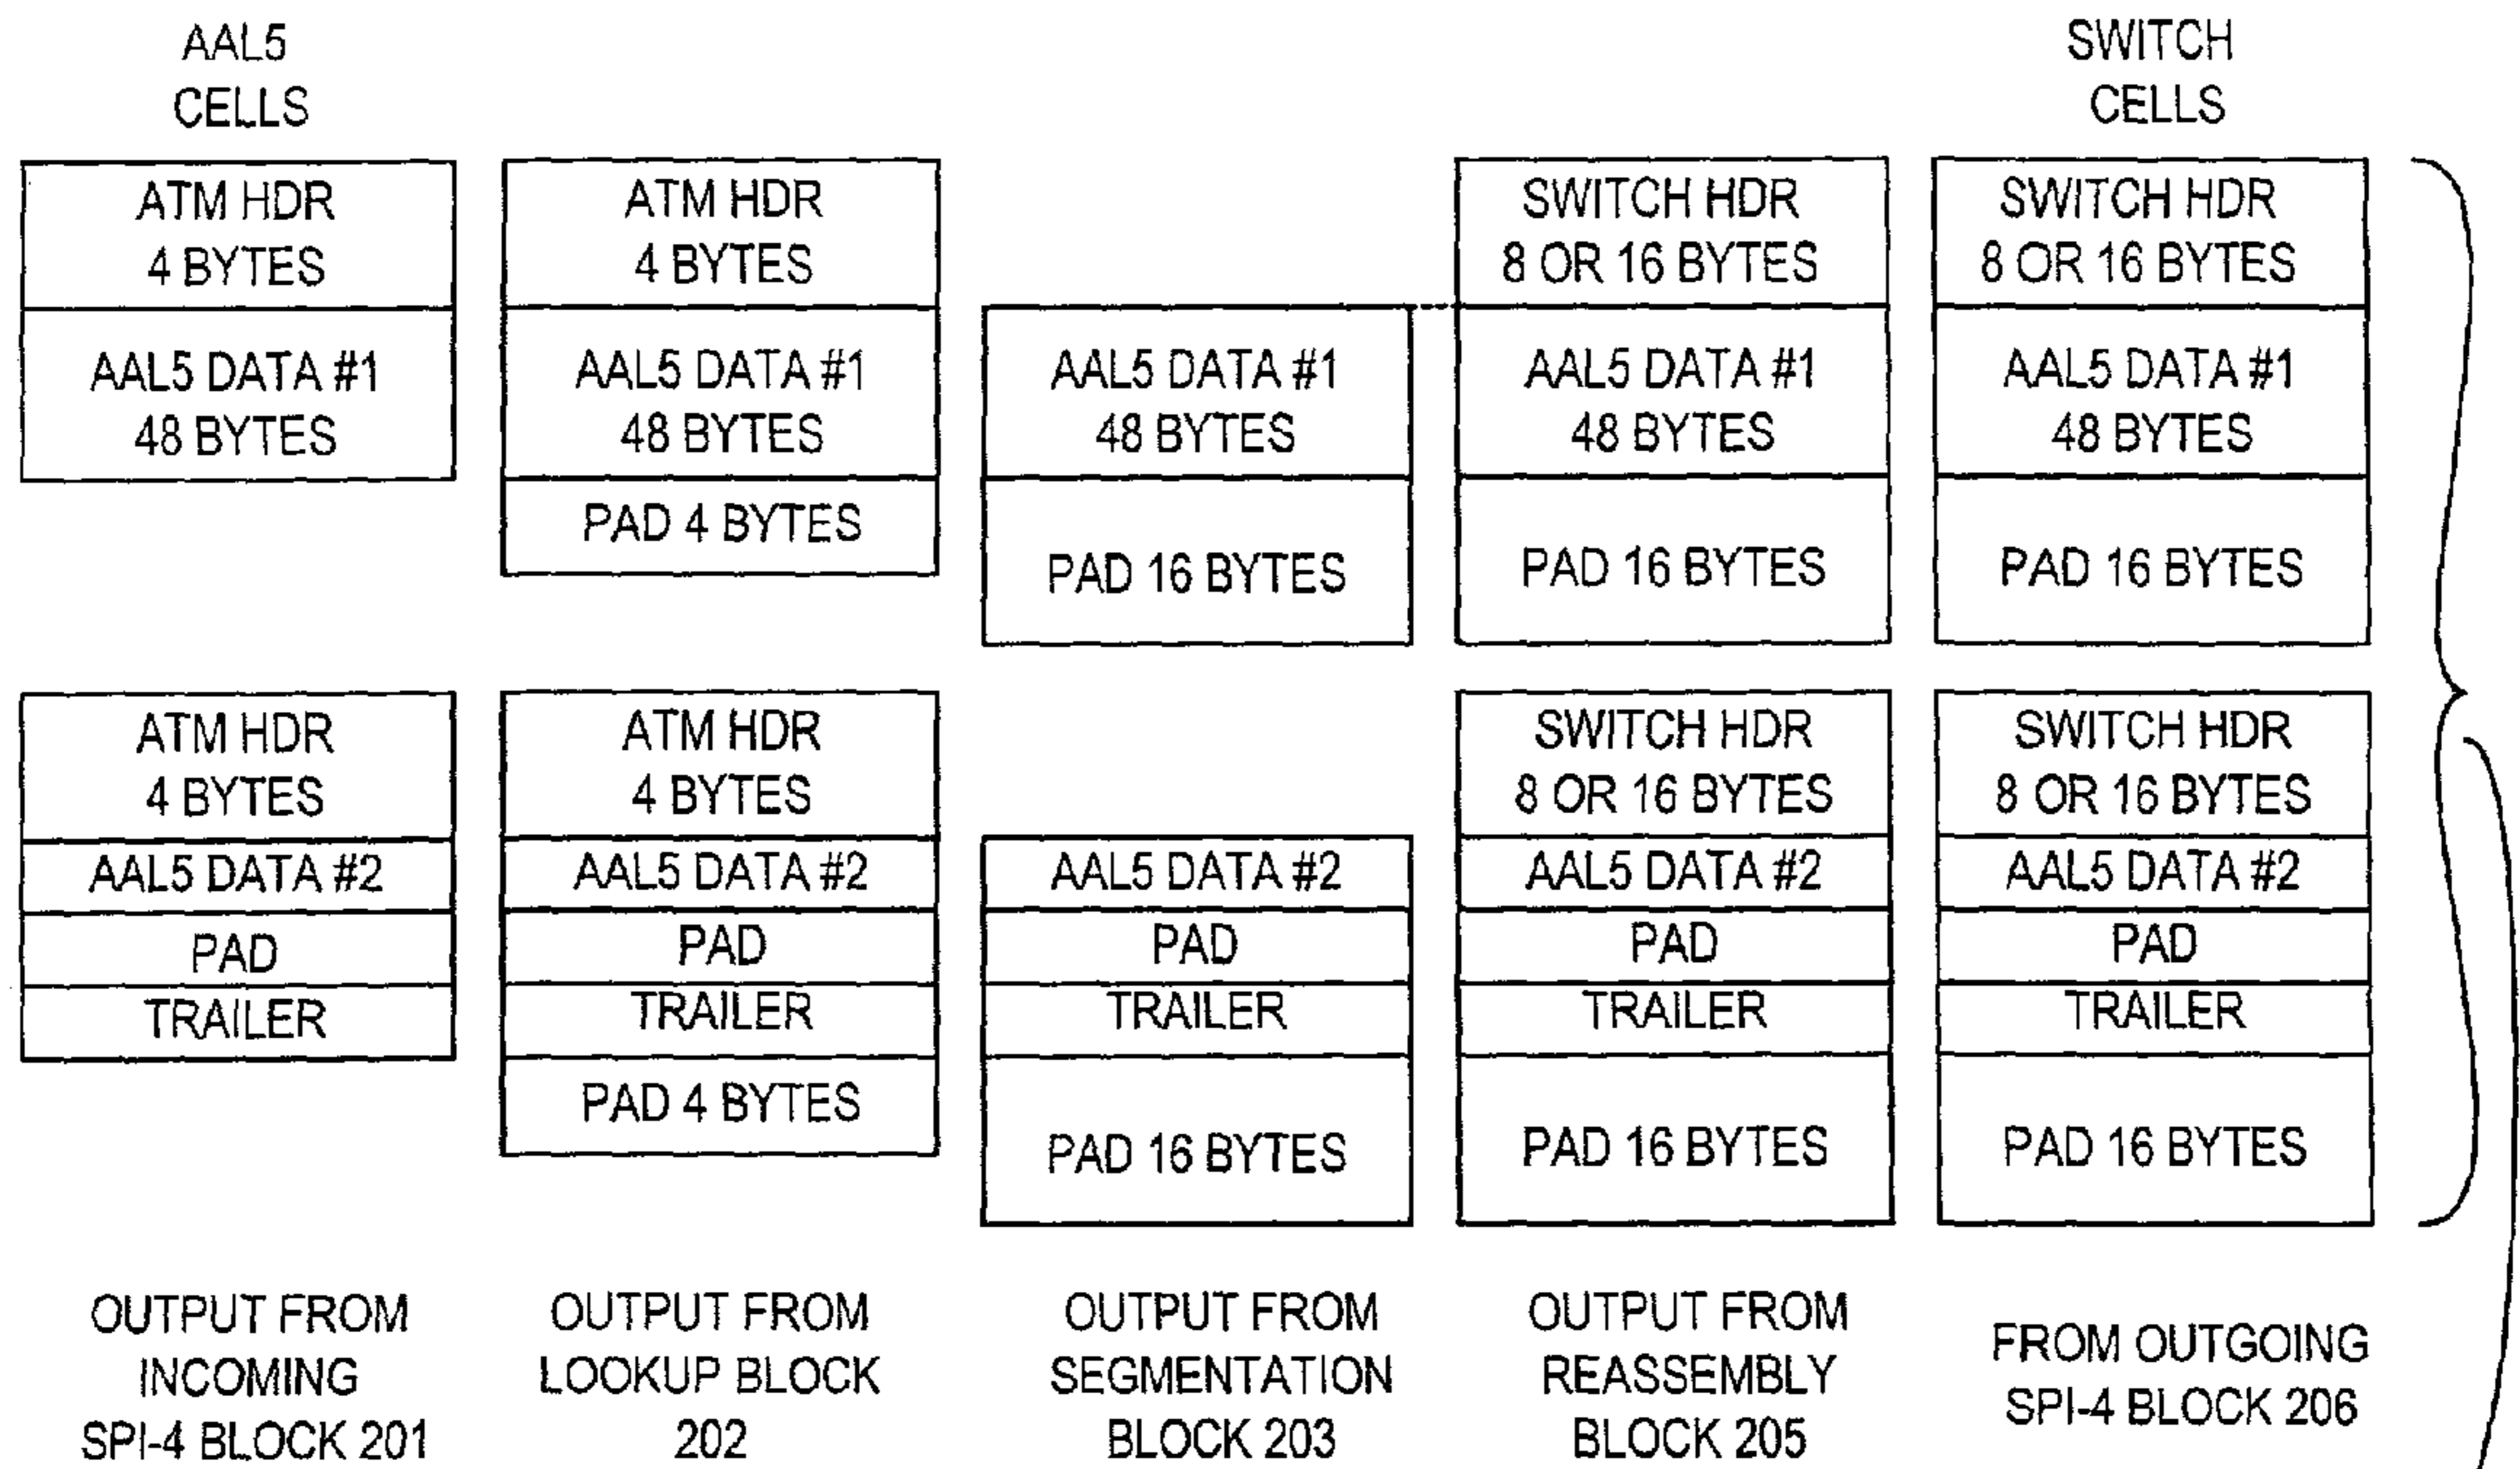 AAL5
CELLS
ATM HDR
4 BYTES
AAL5 DATA #1
48 BYTES
ATM HDR
4 BYTES
AAL5 DATA #2
PAD
TRAILER
OUTPUT FROM
INCOMING
SPI-4 BLOCK 201
ATM HDR
4 BYTES
AAL5 DATA #1
48 BYTES
PAD 4 BYTES
ATM HDR
4 BYTES
AAL5 DATA #2
PAD
TRAILER
PAD 4 BYTES
OUTPUT FROM
LOOKUP BLOCK
202
AAL5 DATA #1
48 BYTES
PAD 16 BYTES
AAL5 DATA #2
PAD
TRAILER
PAD 16 BYTES
OUTPUT FROM
SEGMENTATION
BLOCK 203
SWITCH HDR
8 OR 16 BYTES
AAL5 DATA #1
48 BYTES
PAD 16 BYTES
SWITCH HDR
8 OR 16 BYTES
AAL5 DATA #2
PAD
TRAILER
PAD 16 BYTES
OUTPUT FROM
REASSEMBLY
BLOCK 205
SWITCH
CELLS
SWITCH HDR
8 OR 16 BYTES
AAL5 DATA #1
48 BYTES
PAD 16 BYTES
SWITCH HDR
8 OR 16 BYTES
AAL5 DATA #2
PAD
TRAILER
PAD 16 BYTES
FROM OUTGOING
SPI-4 BLOCK 206